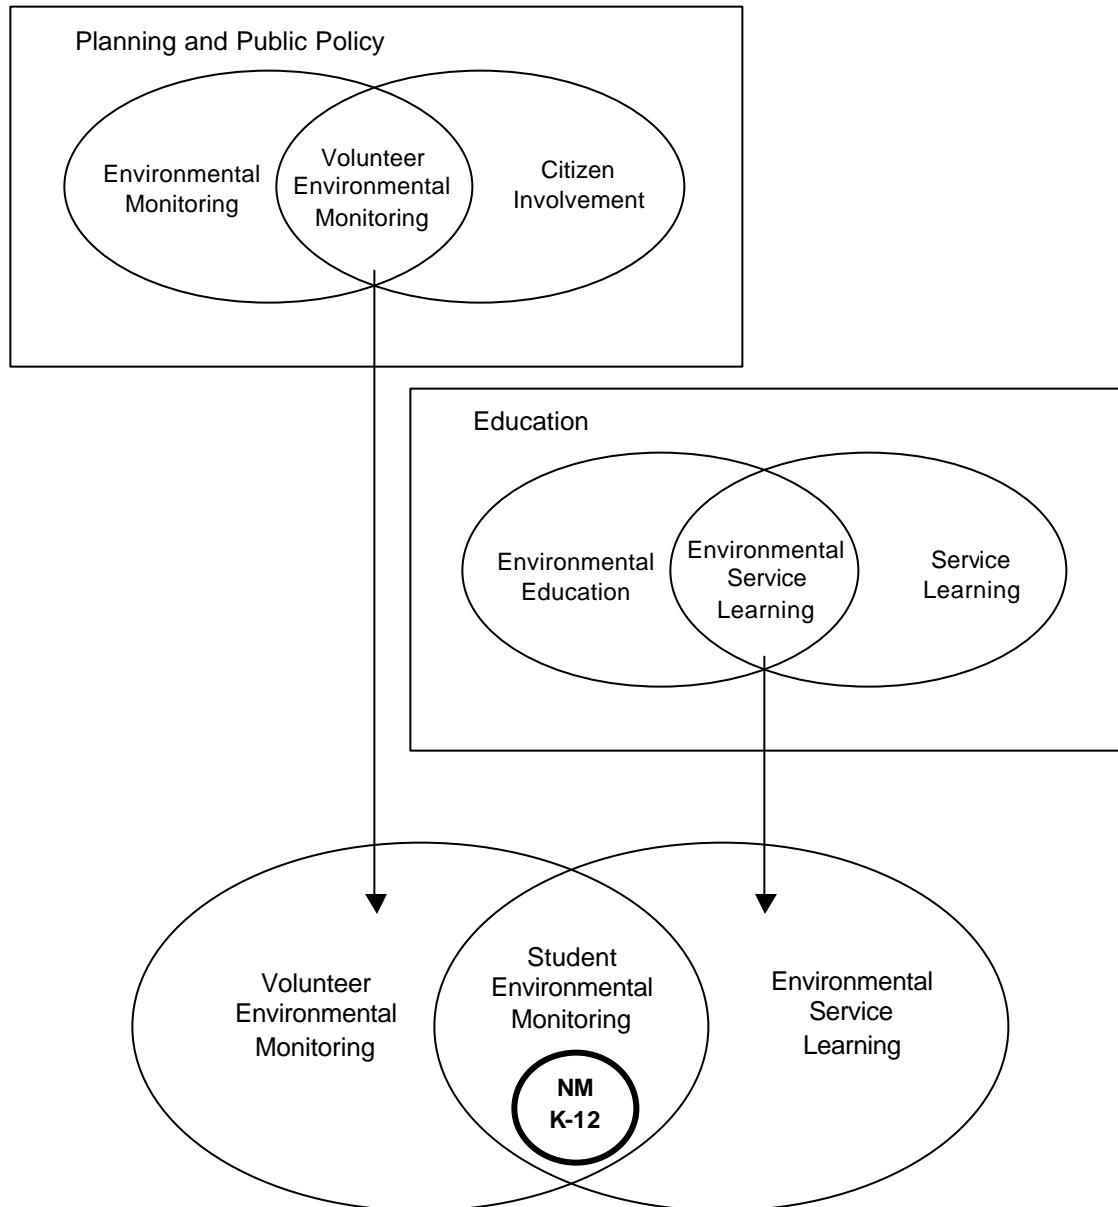 Planning and Public Policy
Environmental
Monitoring
Volunteer
Environmental
Monitoring
Citizen
Involvement
Education
Environmental
Education
Environmental
Service
Learning
Service
Learning
Volunteer
Environmental
Monitoring
Student
Environmental
Monitoring
NM
K-12
Environmental
Service
Learning